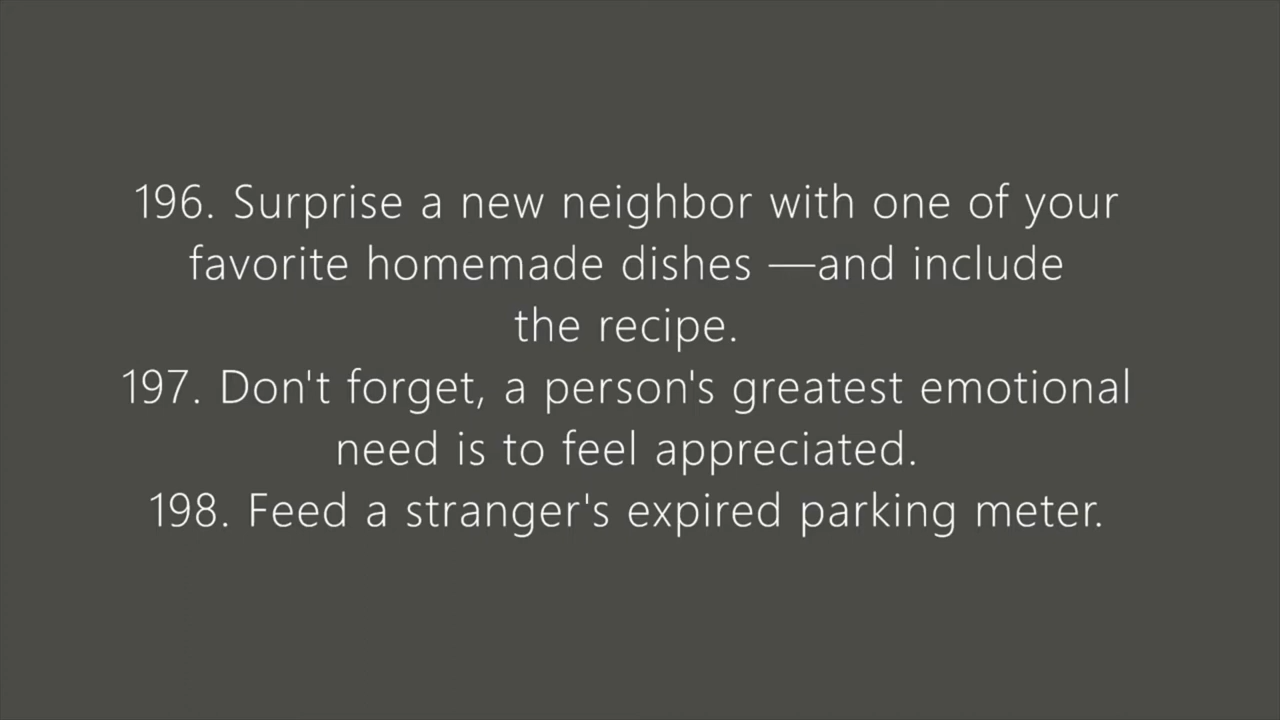 196. Surprise a new neighbor with one of your
favorite homemade dishes —and include
the recipe.
197. Don't forget, a person's greatest emotional
need is to feel appreciated.
198. Feed a stranger's expired parking meter.